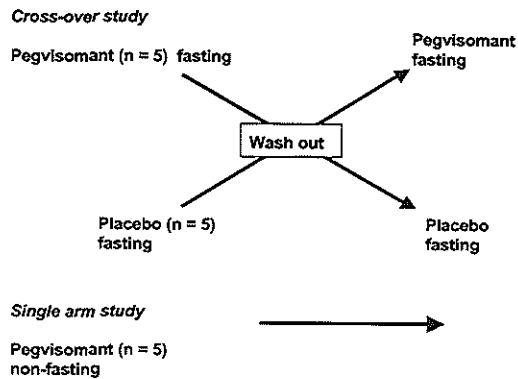 Cross-over study
Pegvisomant (n = 5) fasting
Pegvisomant
fasting
Wash out
Placebo (n = 5)
fasting
Placebo
fasting
Single arm study
Pegvisomant (n = 5)
non-fasting